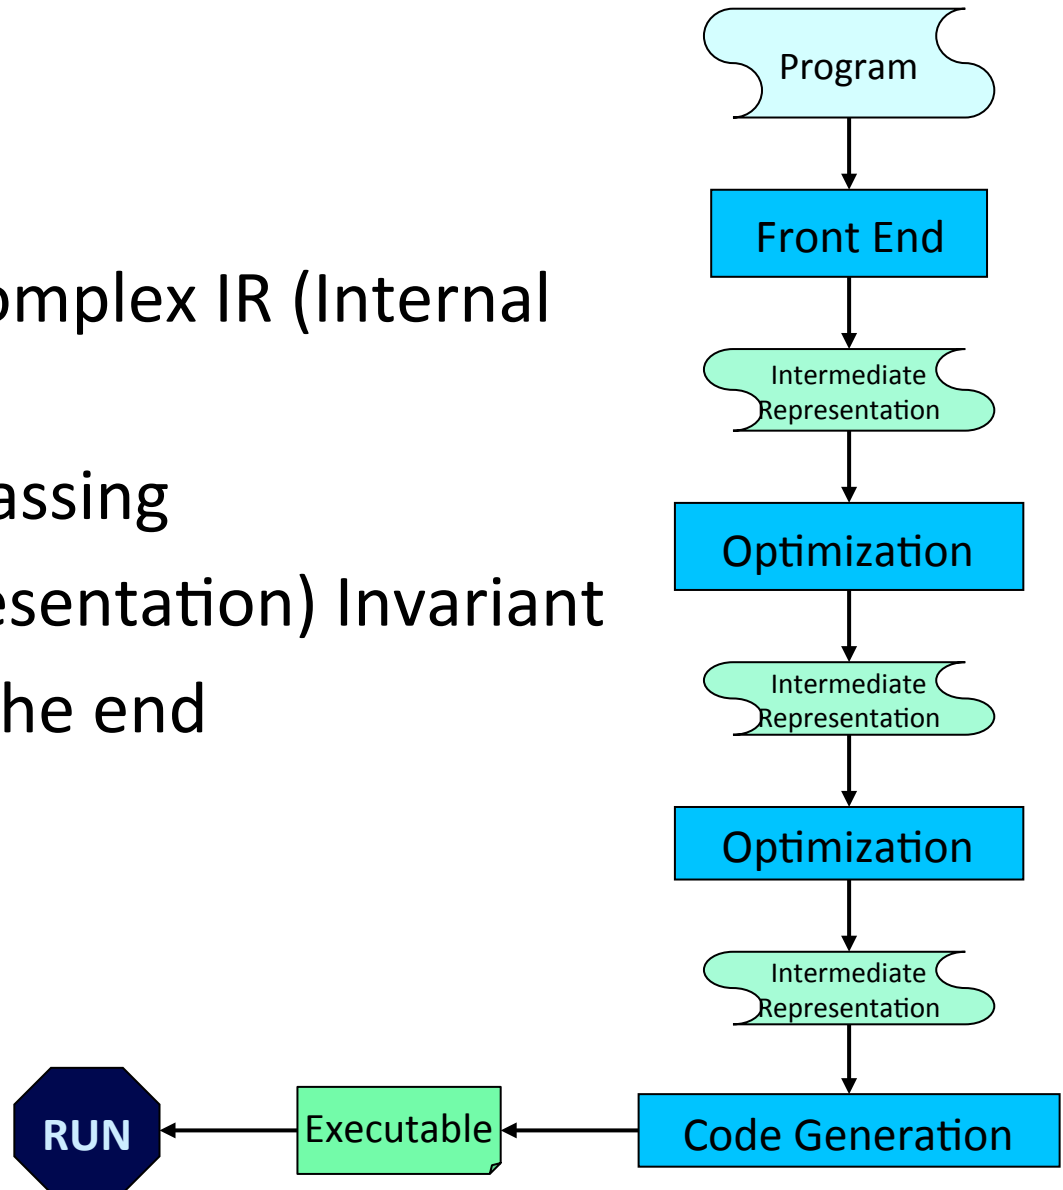 omplex IR (Internal
assing
esentation) Invariant
he end
Program
Front End
Intermediate
Representation
Optimization
Intermediate
Representation
Optimization
Intermediate
Representation
Code Generation
Executable
RUN